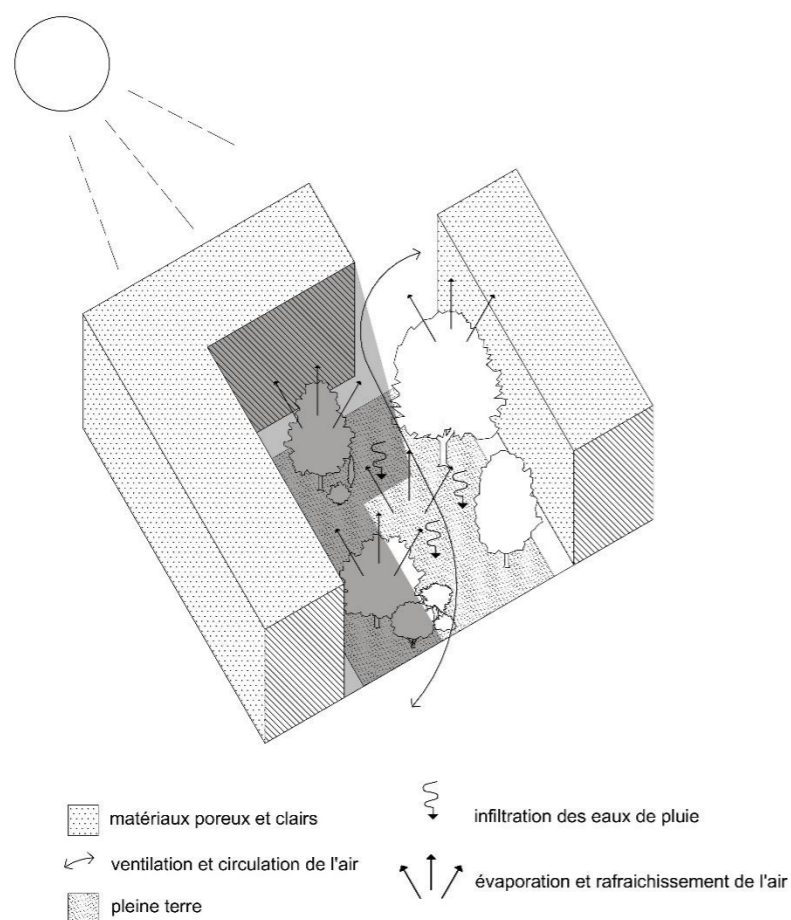 matériaux poreux et clairs
ventilation et circulation de l'air
pleine terre
infiltration des eaux de pluie
évaporation et rafraichissement de l'air